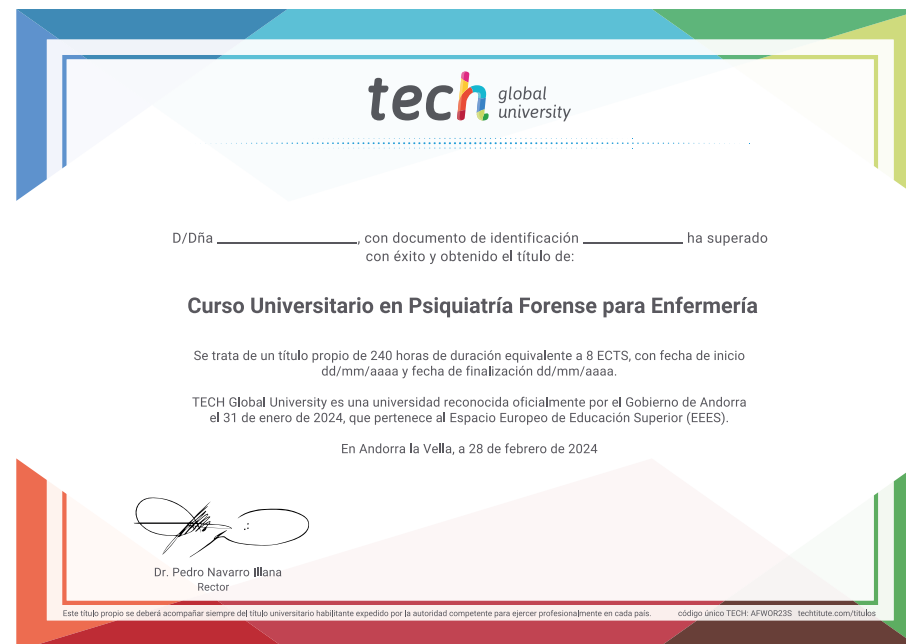 tech global
university
D/Dña ____________________, con documento de identificación ______________ ha superado
con éxito y obtenido el título de:
Curso Universitario en Psiquiatría Forense para Enfermería
Se trata de un título propio de 240 horas de duración equivalente a 8 ECTS, con fecha de inicio
dd/mm/aaaa y fecha de finalización dd/mm/aaaa.
TECH Global University es una universidad reconocida oficialmente por el Gobierno de Andorra
el 31 de enero de 2024, que pertenece al Espacio Europeo de Educación Superior (EEES).
En Andorra la Vella, a 28 de febrero de 2024
Dr. Pedro Navarro Illana
Rector
Este título propio se deberá acompañar siempre del título universitario habilitante expedido por la autoridad competente para ejercer profesionalmente en cada país. código único TECH: AFWOR23S techtitute.com/titulos